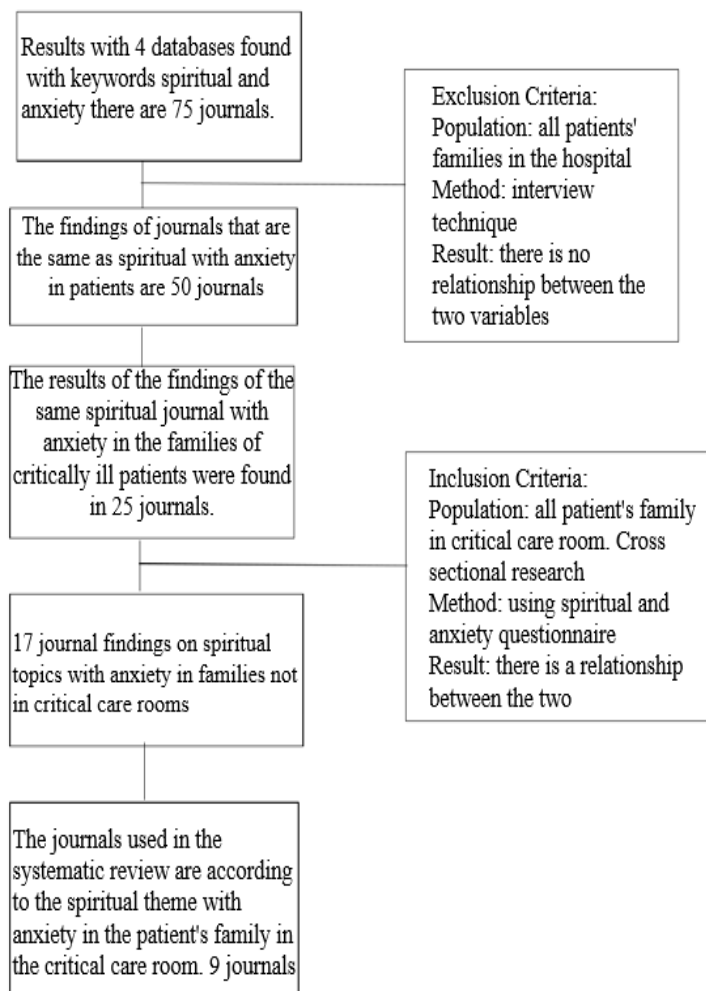 Results with 4 databases found
with keywords spiritual and
anxiety there are 75 journals.
Exclusion Criteria:
Population: all patients'
families in the hospital
Method: interview
technique
Result: there is no
relationship between the
two variables
The findings of journals that are
the same as spiritual with anxiety
in patients are 50 journals
The results of the findings of the
same spiritual journal with
anxiety in the families of
critically ill patients were found
in 25 journals.
Inclusion Criteria:
Population: all patient's family
in critical care room. Cross
sectional research
Method: using spiritual and
anxiety questionnaire
Result: there is a relationship
between the two
17 journal findings on spiritual
topics with anxiety in families not
in critical care rooms
The journals used in the
systematic review are according
to the spiritual theme with
anxiety in the patient's family in
the critical care room. 9 journals